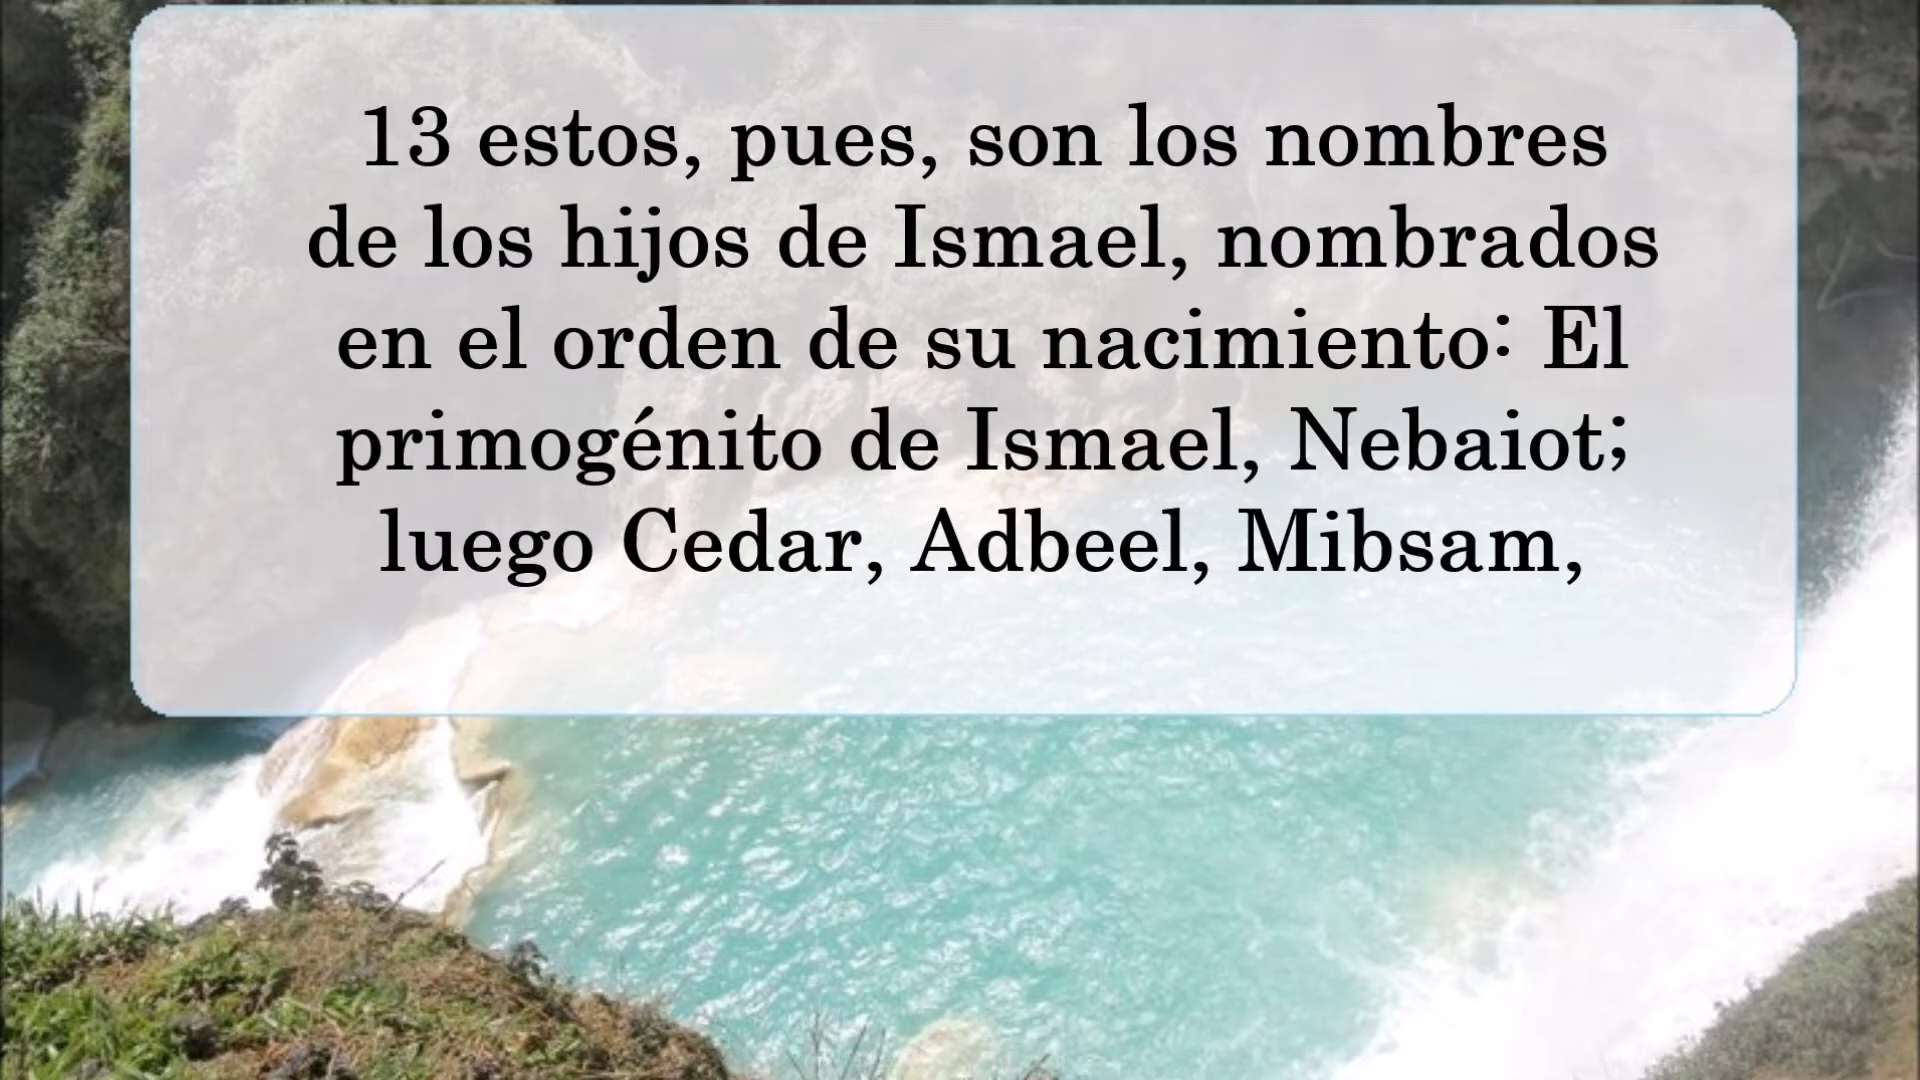 13 estos, pues, son los nombres
de los hijos de Ismael, nombrados
en el orden de su nacimiento: El
primogénito de Ismael, Nebaiot;
luego Cedar, Adbeel, Mibsam,